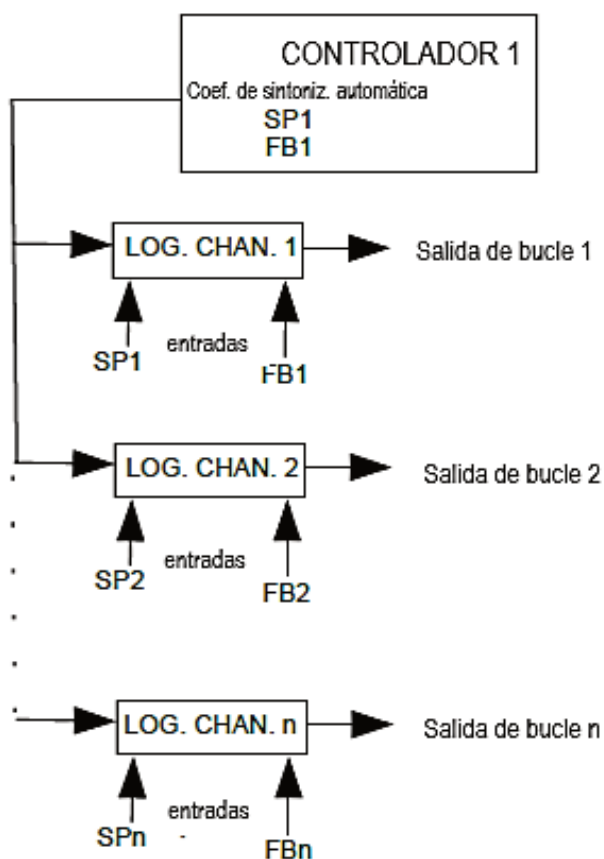 CONTROLADOR 1
Coef. de sintoniz. automática
SP1
FB1
LOG. CHAN. 1
Salida de bucle 1
entradas
SP1
FB1
LOG. CHAN. 2
Salida de bucle 2
entradas
SP2
FB2
LOG. CHAN. n
Salida de bucle n
entradas
SPn
FBn